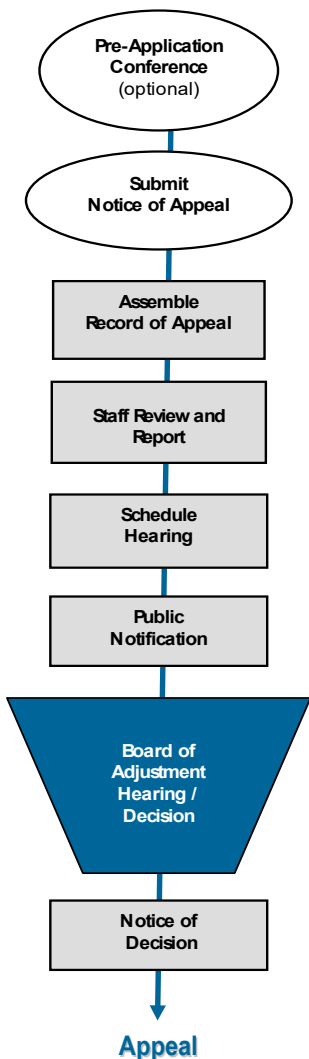 Pre-Application
Conference
(optional)
Submit
Notice of Appeal
Assemble
Record of Appeal
Staff Review and
Report
Schedule
Hearing
Public
Notification
Board of
Adjustment
Hearing /
Decision
Notice of
Decision
Appeal